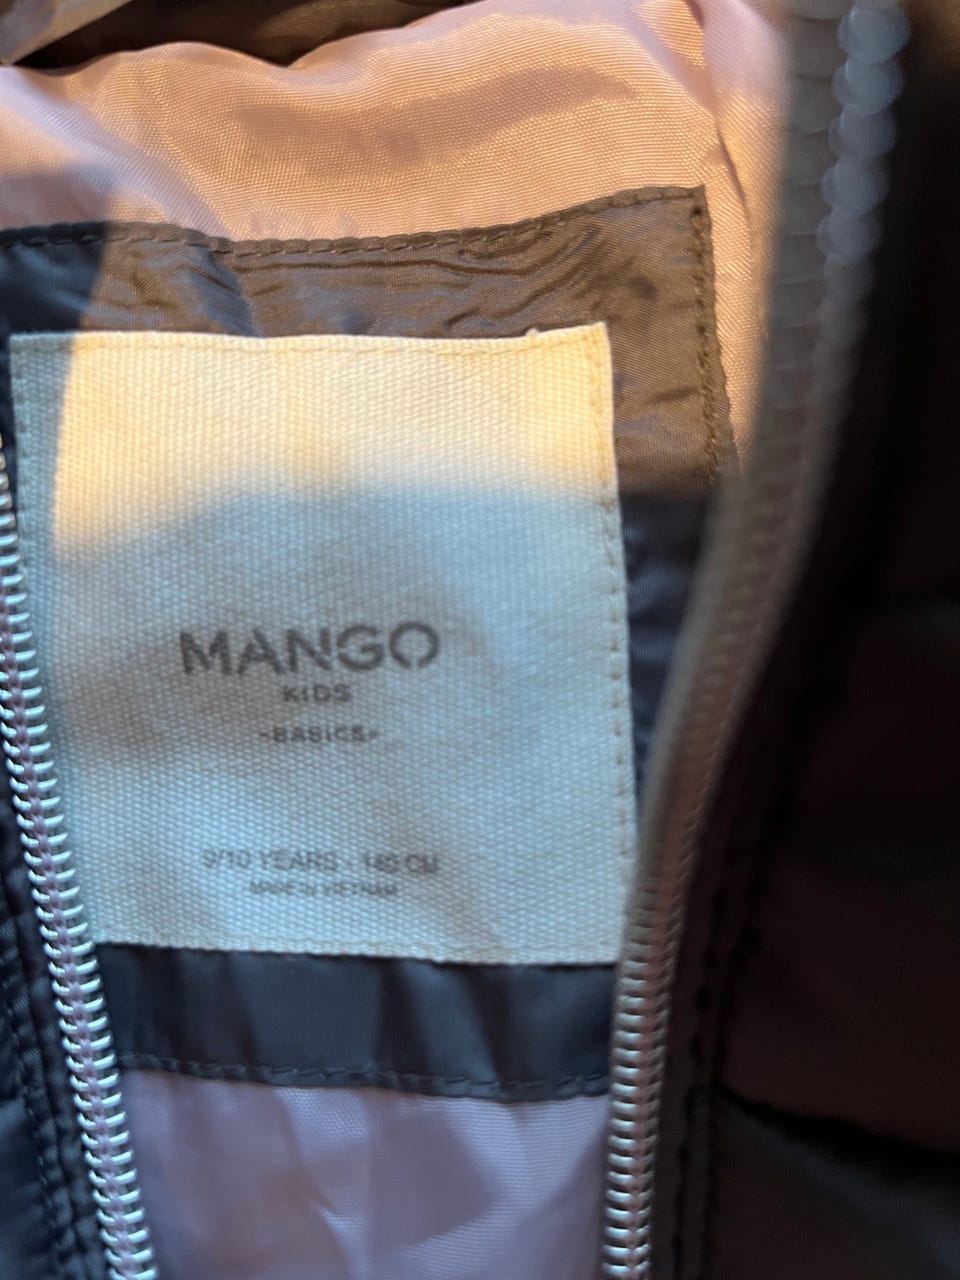 MANGO
KIDS
-BASICS-
9/10 YEARS - 140 CM
MADE IN VIETNAM